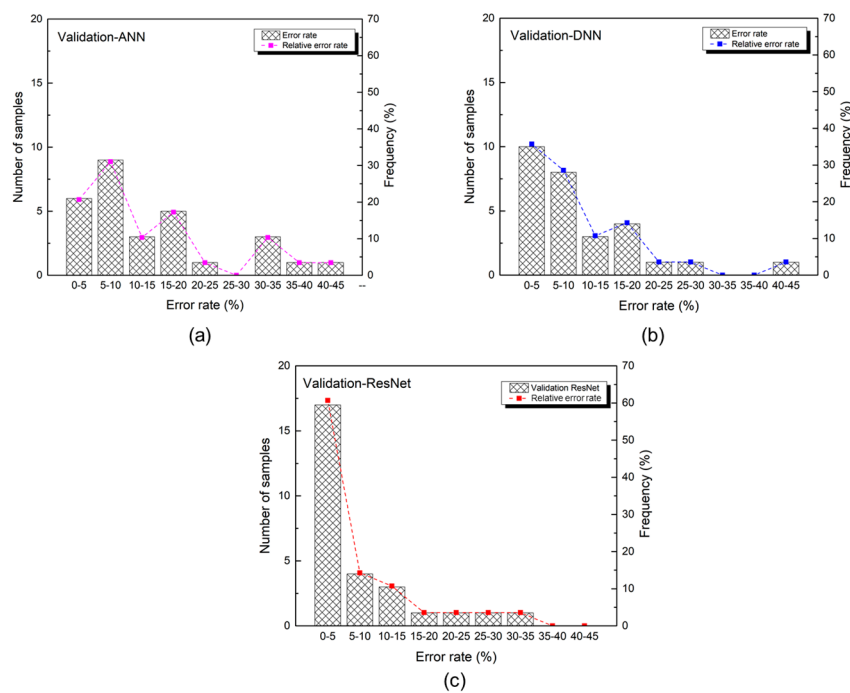 Validation-ANN
Error rate
Relative error rate
Number of samples
Frequency (%)
20
15
10
5
0
70
60
50
40
30
20
10
0
0-5 5-10 10-15 15-20 20-25 25-30 30-35 35-40 40-45 --
Error rate (%)
(a)
Validation-DNN
Error rate
Relative error rate
Number of samples
Frequency (%)
20
15
10
5
0
70
60
50
40
30
20
10
0
0-5 5-10 10-15 15-20 20-25 25-30 30-35 35-40 40-45
Error rate (%)
(b)
Validation-ResNet
Validation ResNet
Relative error rate
Number of samples
Frequency (%)
20
15
10
5
0
70
60
50
40
30
20
10
0
0-5 5-10 10-15 15-20 20-25 25-30 30-35 35-40 40-45
Error rate (%)
(c)